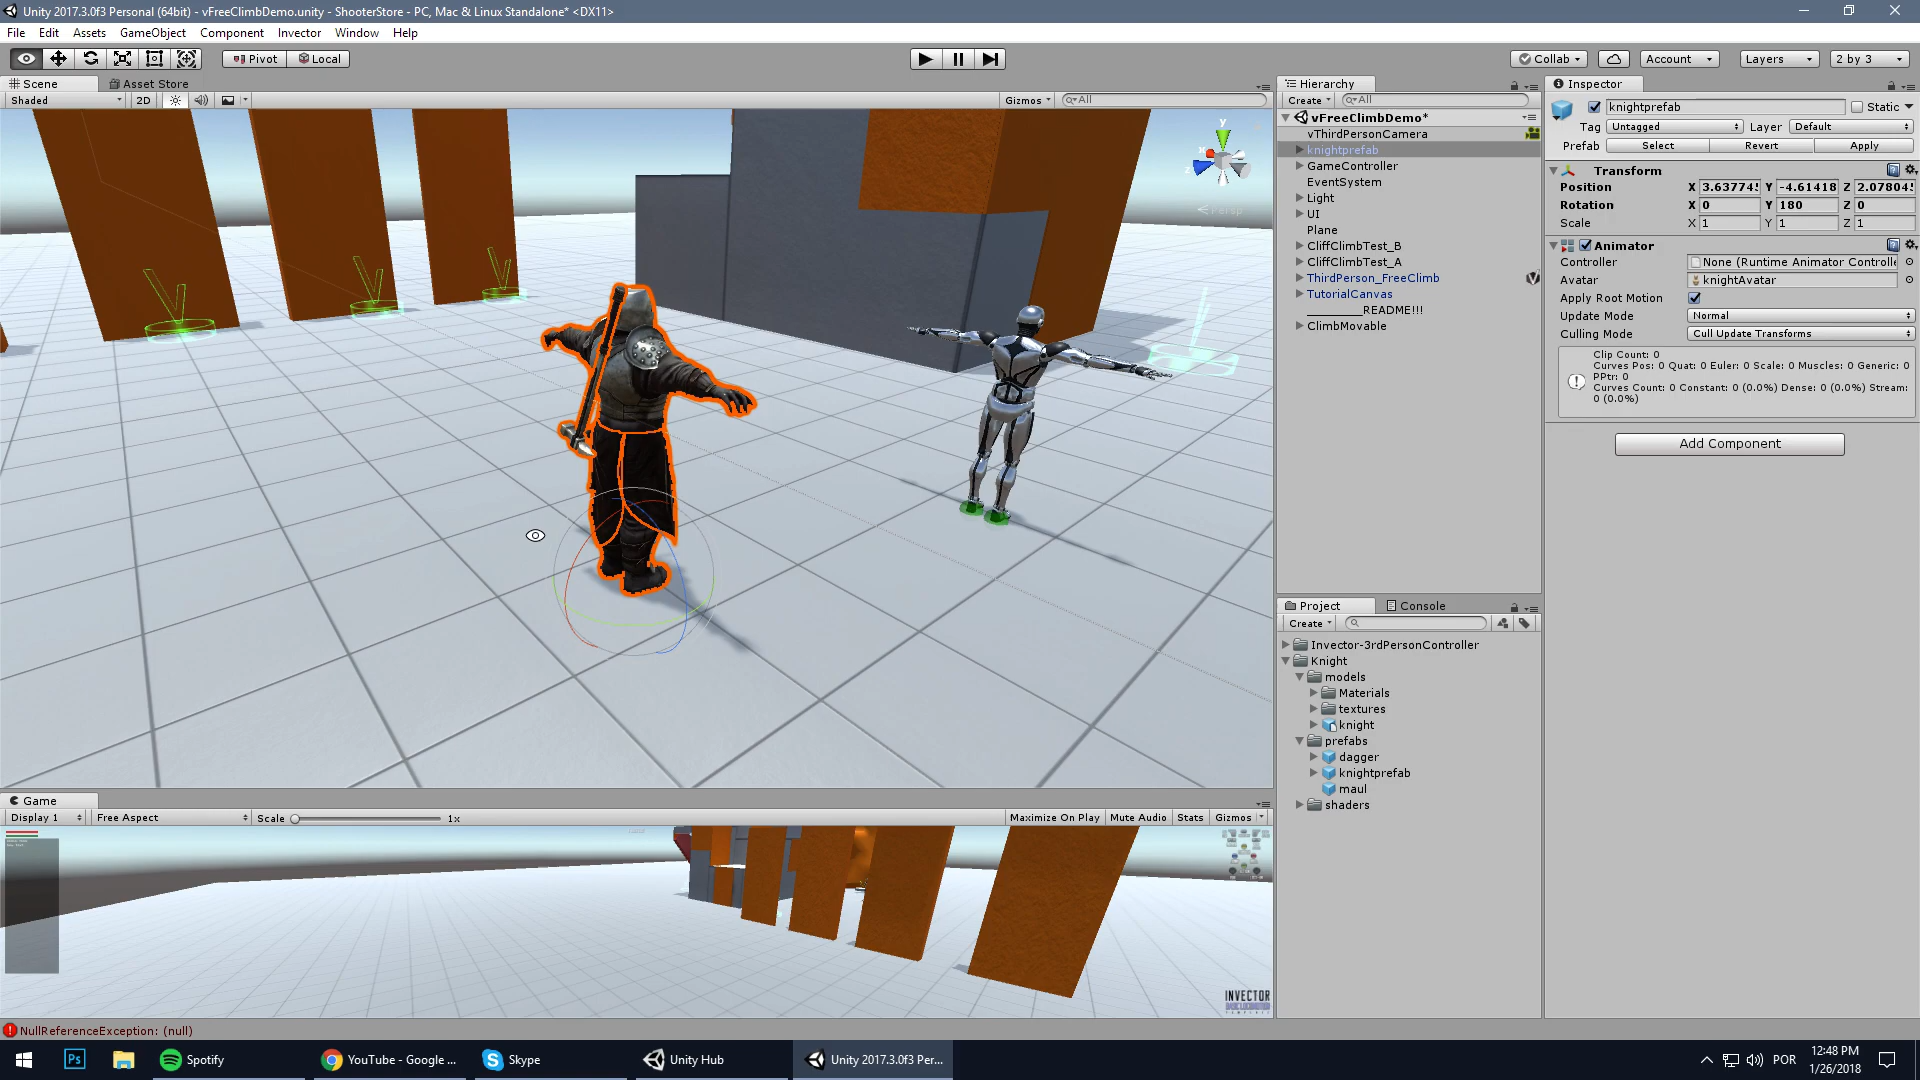 Unity 2017.3.0f3 Personal (64bit) - vFreeClimbDemo.unity - ShooterStore - PC, Mac & Linux Standalone* <DX11>
File Edit Assets GameObject Component Invector Window Help
Pivot Local Collab Account Layers 2 by 3
Scene Asset Store
Shaded 2D Gizmos All
y
x
z
Persp
Hierarchy
Create All
vFreeClimbDemo*
vThirdPersonCamera
knightprefab
GameController
EventSystem
Light
UI
Plane
CliffClimbTest_B
CliffClimbTest_A
ThirdPerson_FreeClimb
TutorialCanvas
_________README!!!
ClimbMovable
Project Console
Create
Invector-3rdPersonController
Knight
models
Materials
textures
knight
prefabs
dagger
knightprefab
maul
shaders
Inspector
knightprefab Static
Tag Untagged Layer Default
Prefab Select Revert Apply
Transform
Position X 3.63774 Y -4.61418 Z 2.07804
Rotation X 0 Y 180 Z 0
Scale X 1 Y 1 Z 1
Animator
Controller None (Runtime Animator Controlle
Avatar knightAvatar
Apply Root Motion
Update Mode Normal
Culling Mode Cull Update Transforms
Clip Count: 0
Curves Pos: 0 Quat: 0 Euler: 0 Scale: 0 Muscles: 0 Generic: 0
PPtr: 0
Curves Count: 0 Constant: 0 (0.0%) Dense: 0 (0.0%) Stream:
0 (0.0%)
Add Component
Game
Display 1 Free Aspect Scale 1x Maximize On Play Mute Audio Stats Gizmos
INVECTOR
NullReferenceException: (null)
Ps Spotify YouTube - Google ... Skype Unity Hub Unity 2017.3.0f3 Per... POR
12:48 PM
1/26/2018